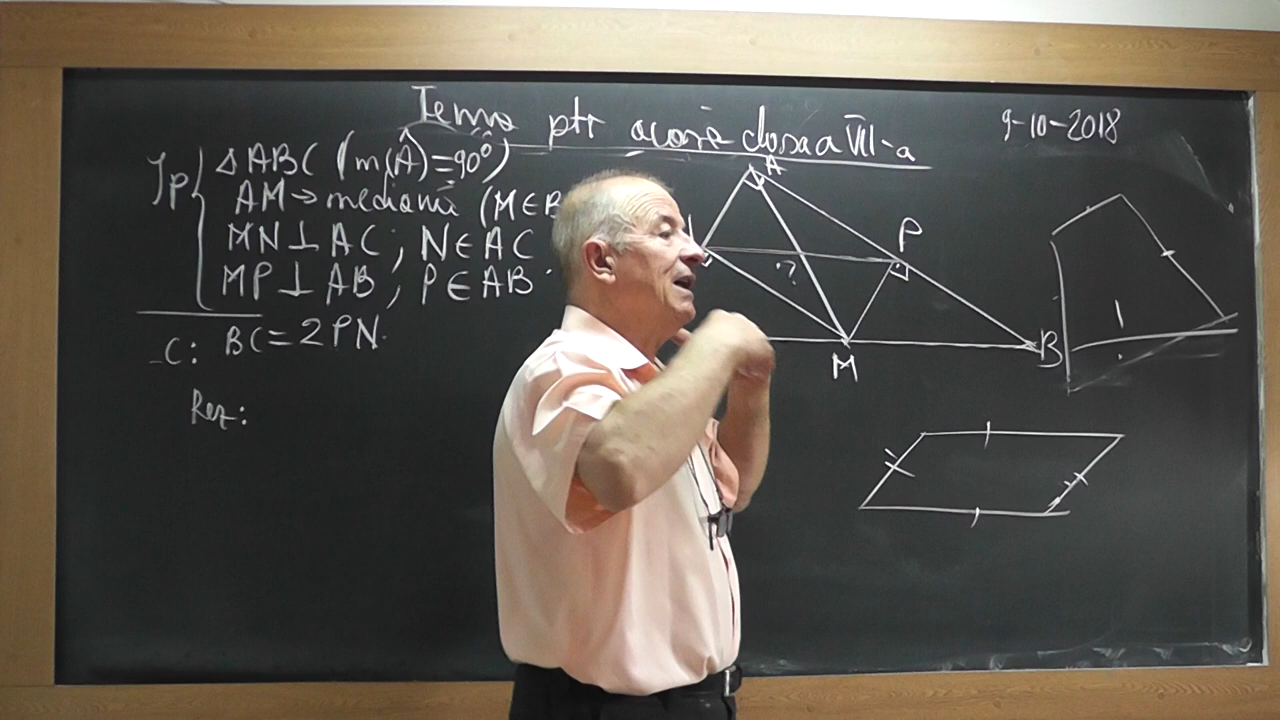 Tema ptr acasă clasa a VII-a
9-10-2018
Ip { △ABC (m(Â)=90°)
AM → mediană (M∈B
MN⊥AC; N∈AC
MP⊥AB; P∈AB
C: BC=2PN.
Rez:
A
P
?
M
B